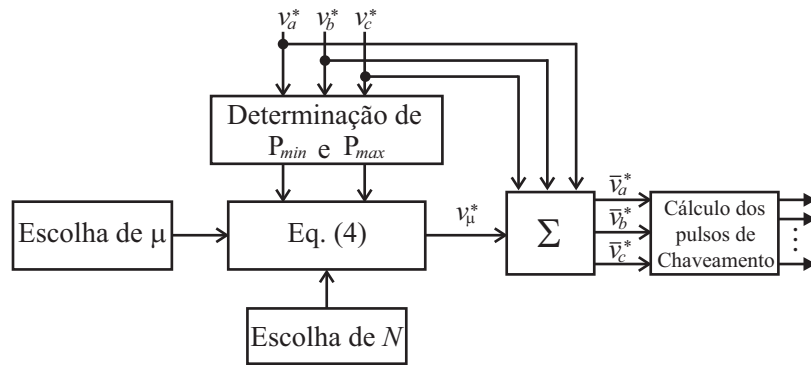 v*a v*b v*c
Determinação de
Pmin e Pmax
Escolha de μ
Eq. (4)
v*μ
Σ
v̄*a
v̄*b
v̄*c
Cálculo dos
pulsos de
Chaveamento
Escolha de N